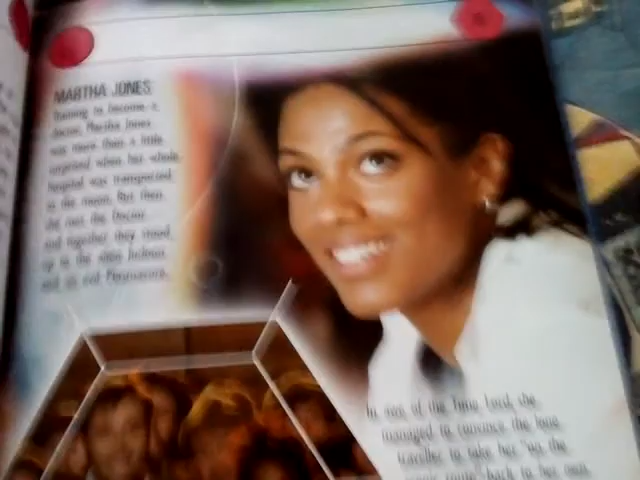 MARTHA JONES
Training to become a
doctor, Martha Jones
was more than a little
surprised when her whole
hospital was transported
to the moon. But then
she met the Doctor
and together they stood
up to the alien Judoon
and an evil Plasmavore.
In awe of the Time Lord, she
managed to convince the lone
traveller to take her "on the
scenic route" back to her own